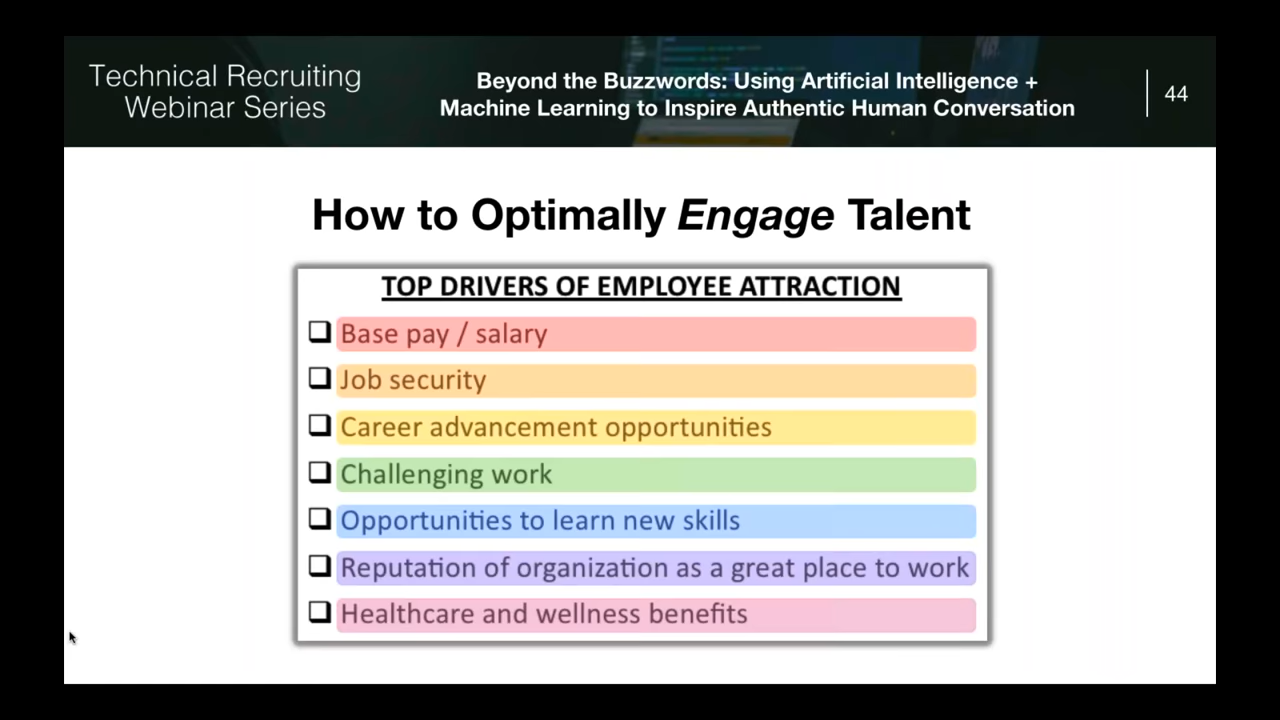 Technical Recruiting
Webinar Series
Beyond the Buzzwords: Using Artificial Intelligence +
Machine Learning to Inspire Authentic Human Conversation
44
How to Optimally Engage Talent
TOP DRIVERS OF EMPLOYEE ATTRACTION
Base pay / salary
Job security
Career advancement opportunities
Challenging work
Opportunities to learn new skills
Reputation of organization as a great place to work
Healthcare and wellness benefits